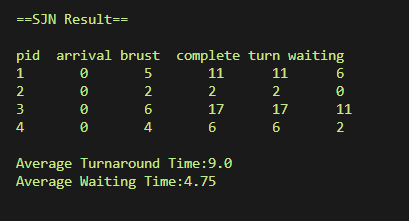 ==SJN Result==
pid arrival brust complete turn waiting
1 0 5 11 11 6
2 0 2 2 2 0
3 0 6 17 17 11
4 0 4 6 6 2
Average Turnaround Time:9.0
Average Waiting Time:4.75